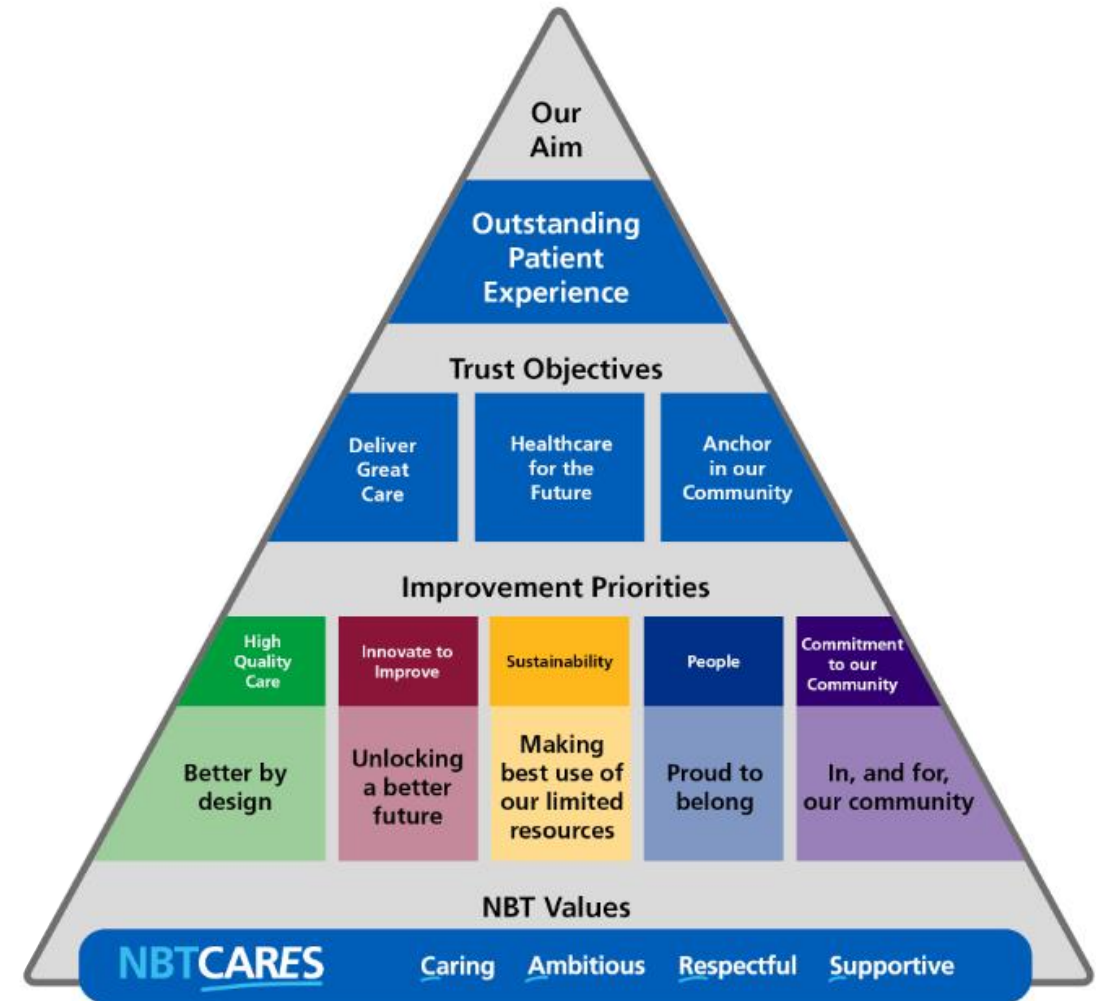 Our
Aim
Outstanding
Patient
Experience
Trust Objectives
Deliver
Great
Care
Healthcare
for the
Future
Anchor
in our
Community
Improvement Priorities
High
Quality
Care
Innovate to
Improve
Sustainability
People
Commitment
to our
Community
Better by
design
Unlocking
a better
future
Making
best use of
our limited
resources
Proud to
belong
In, and for,
our community
NBT Values
NBTCARES
Caring Ambitious Respectful Supportive